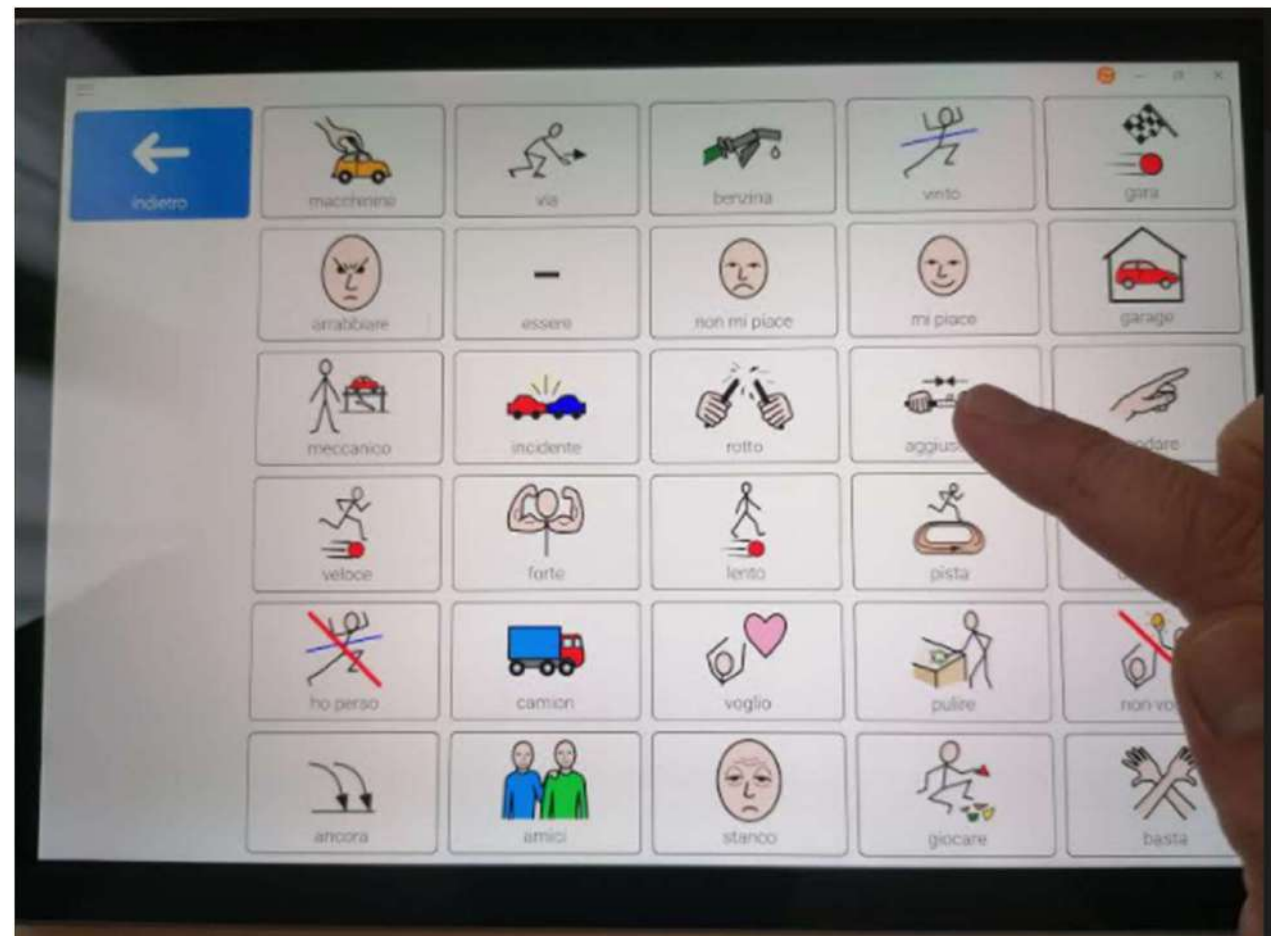 indietro
macchinina
via
benzina
vinto
gara
arrabbiare
essere
non mi piace
mi piace
garage
meccanico
incidente
rotto
veloce
forte
lento
pista
ho perso
camion
voglio
pulire
ancora
amici
stanco
giocare
basta